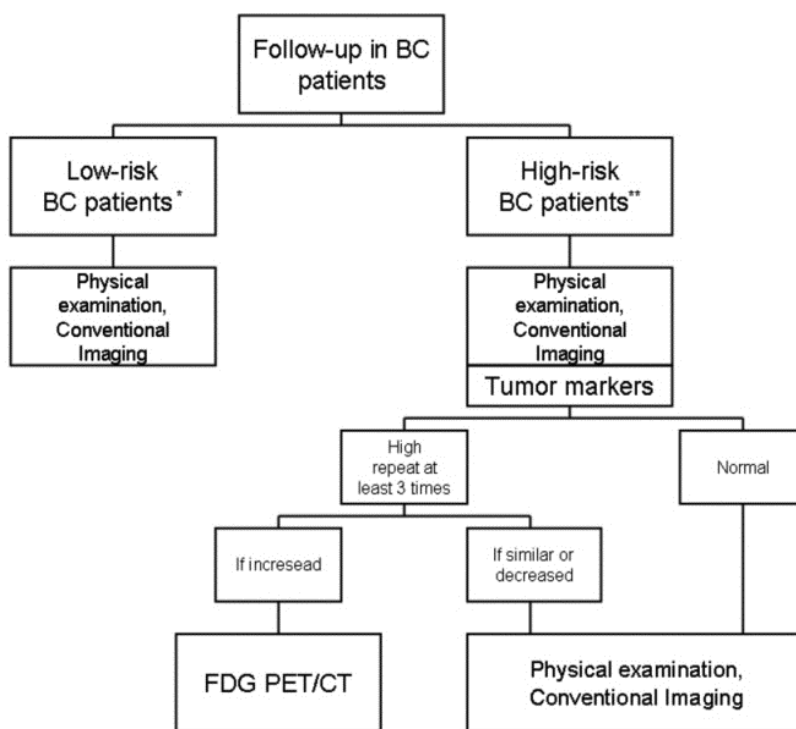 Follow-up in BC
patients
Low-risk
BC patients*
High-risk
BC patients**
Physical
examination,
Conventional
Imaging
Physical
examination,
Conventional
Imaging
Tumor markers
High
repeat at
least 3 times
Normal
If incresead
If similar or
decreased
FDG PET/CT
Physical examination,
Conventional Imaging